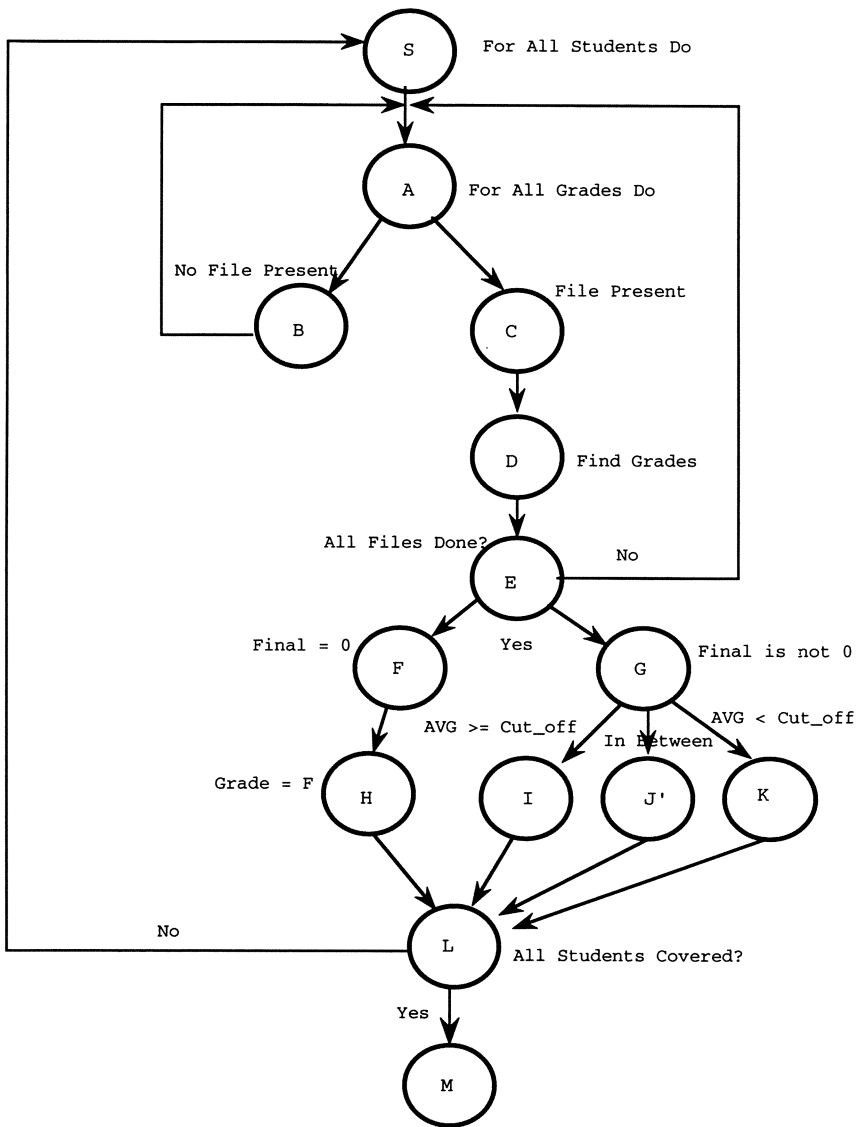 S
For All Students Do
A
For All Grades Do
No File Present
File Present
B
C
D
Find Grades
All Files Done?
No
E
Final = 0
Yes
Final is not 0
F
G
AVG >= Cut_off
AVG < Cut_off
In Between
Grade = F
H
I
J'
K
No
L
All Students Covered?
Yes
M